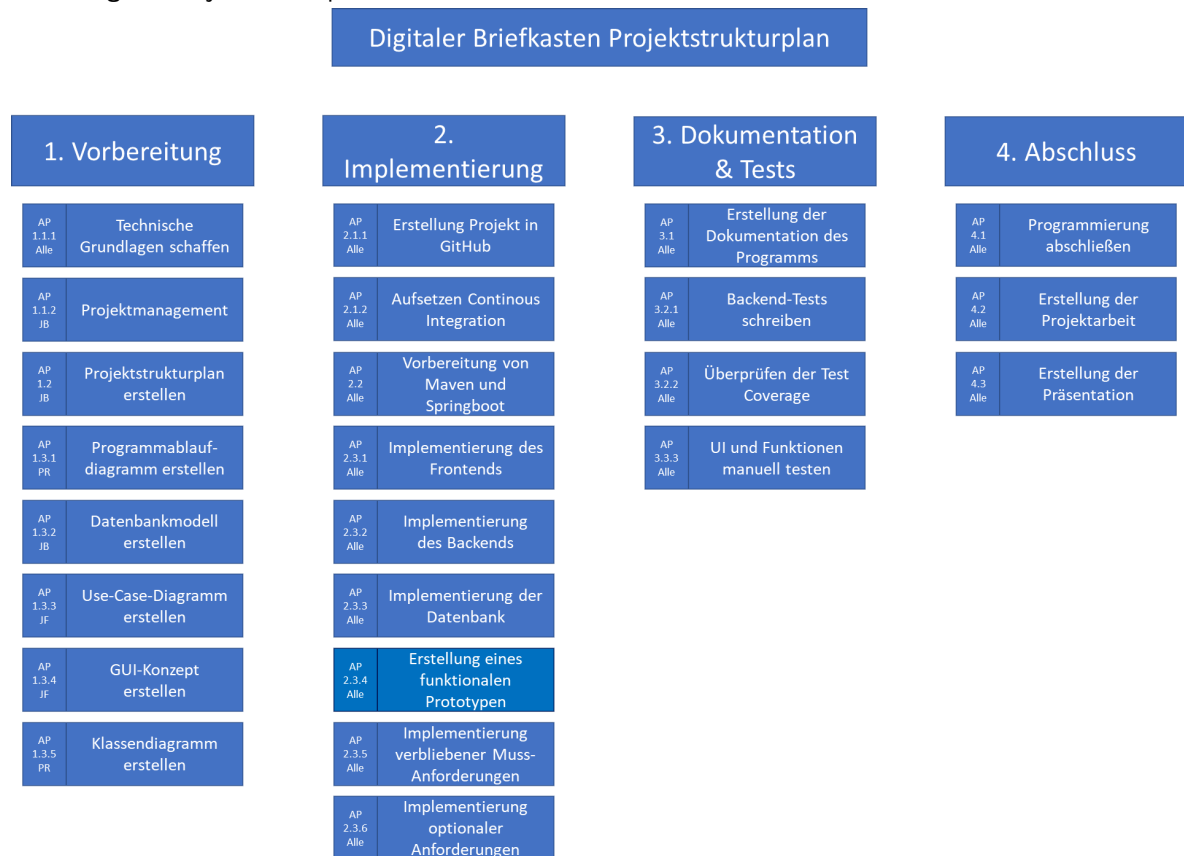 Digitaler Briefkasten Projektstrukturplan
1. Vorbereitung
AP
1.1.1
Alle
Technische
Grundlagen schaffen
AP
1.1.2
JB
Projektmanagement
AP
1.2
JB
Projektstrukturplan
erstellen
AP
1.3.1
PR
Programmablauf-
diagramm erstellen
AP
1.3.2
JB
Datenbankmodell
erstellen
AP
1.3.3
JF
Use-Case-Diagramm
erstellen
AP
1.3.4
JF
GUI-Konzept
erstellen
AP
1.3.5
PR
Klassendiagramm
erstellen
2.
Implementierung
AP
2.1.1
Alle
Erstellung Projekt in
GitHub
AP
2.1.2
Alle
Aufsetzen Continous
Integration
AP
2.2
Alle
Vorbereitung von
Maven und
Springboot
AP
2.3.1
Alle
Implementierung des
Frontends
AP
2.3.2
Alle
Implementierung
des Backends
AP
2.3.3
Alle
Implementierung der
Datenbank
AP
2.3.4
Alle
Erstellung eines
funktionalen
Prototypen
AP
2.3.5
Alle
Implementierung
verbliebener Muss-
Anforderungen
AP
2.3.6
Alle
Implementierung
optionaler
Anforderungen
3. Dokumentation
& Tests
AP
3.1
Alle
Erstellung der
Dokumentation des
Programms
AP
3.2.1
Alle
Backend-Tests
schreiben
AP
3.2.2
Alle
Überprüfen der Test
Coverage
AP
3.3.3
Alle
UI und Funktionen
manuell testen
4. Abschluss
AP
4.1
Alle
Programmierung
abschließen
AP
4.2
Alle
Erstellung der
Projektarbeit
AP
4.3
Alle
Erstellung der
Präsentation